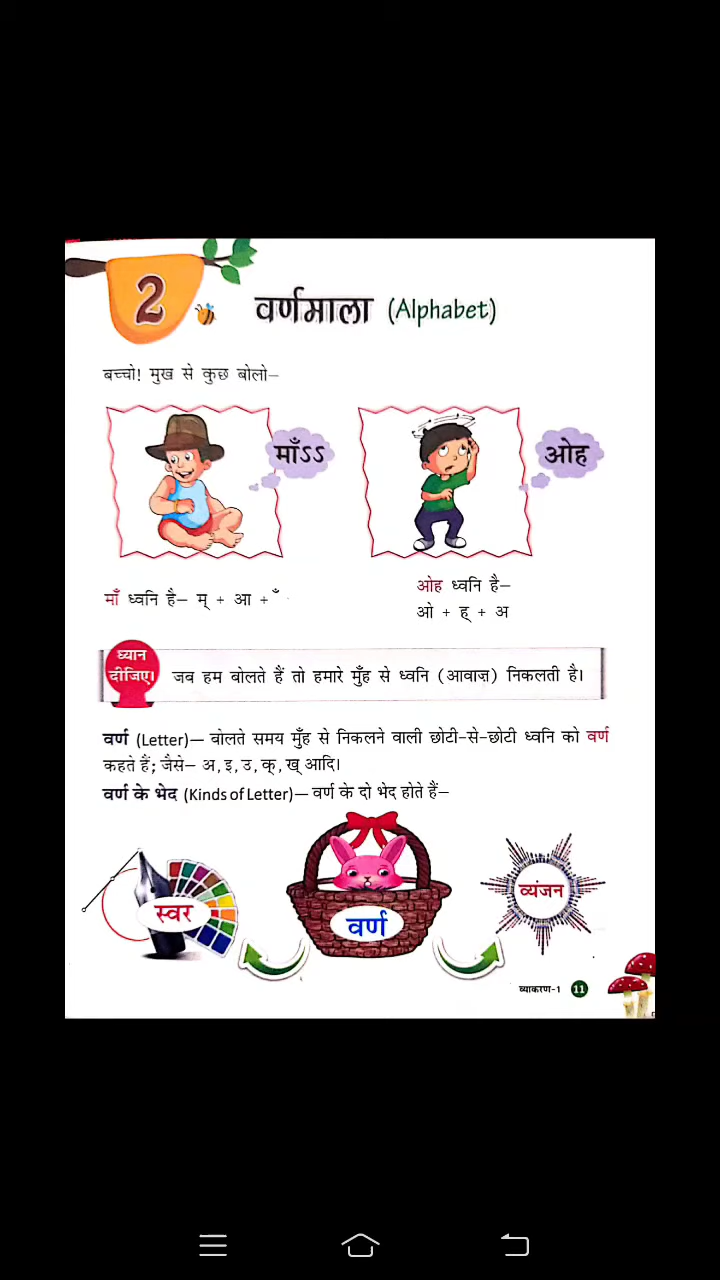 2
वर्णमाला (Alphabet)
बच्चो! मुख से कुछ बोलो–
माँऽऽ
ओह
माँ ध्वनि है– म् + आ + ँ
ओह ध्वनि है–
ओ + ह् + अ
ध्यान
दीजिए।
जब हम बोलते हैं तो हमारे मुँह से ध्वनि (आवाज़) निकलती है।
वर्ण (Letter)— बोलते समय मुँह से निकलने वाली छोटी-से-छोटी ध्वनि को वर्ण
कहते हैं; जैसे– अ, इ, उ, क्, ख् आदि।
वर्ण के भेद (Kinds of Letter)— वर्ण के दो भेद होते हैं–
स्वर
वर्ण
व्यंजन
व्याकरण-1 11